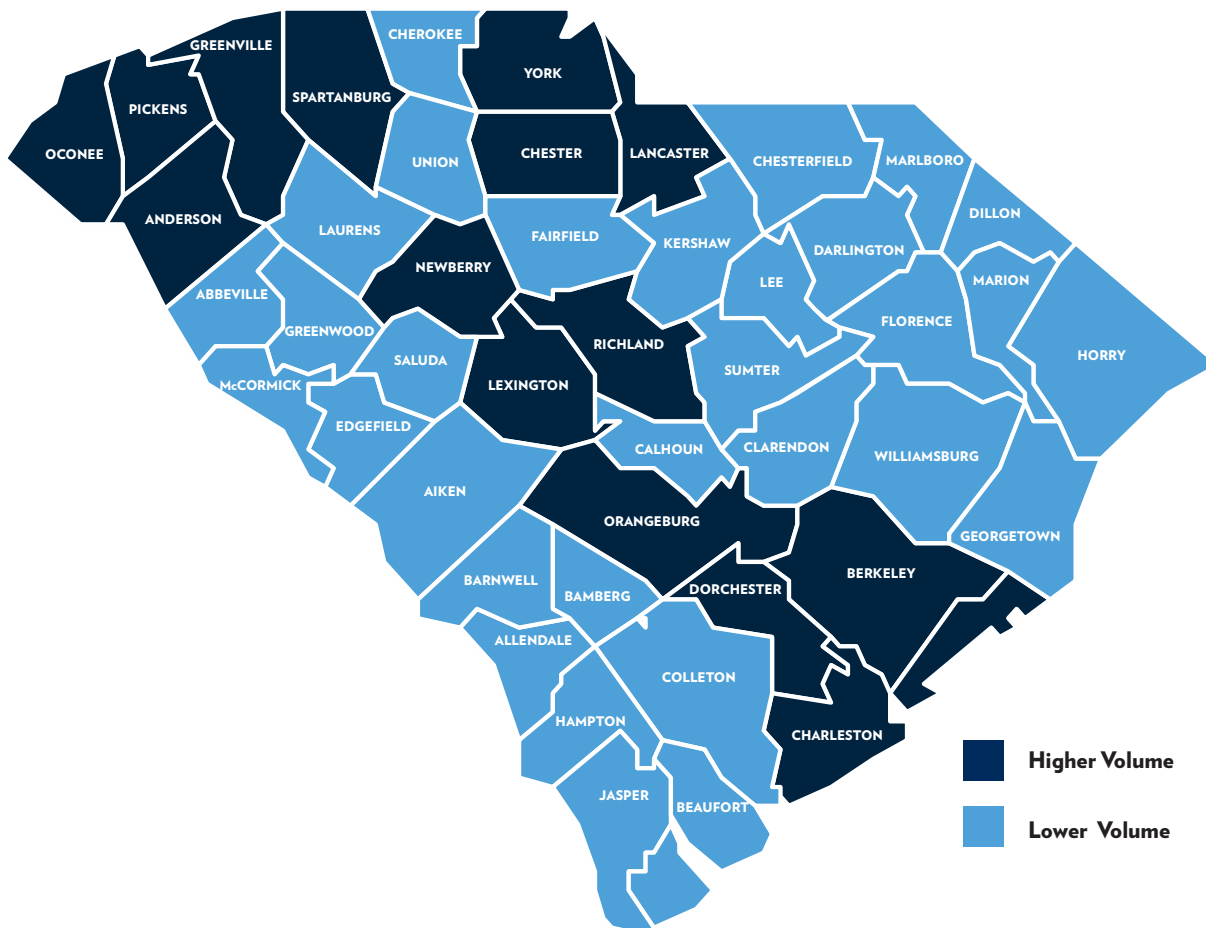 GREENVILLE
CHEROKEE
YORK
SPARTANBURG
PICKENS
OCONEE
UNION
CHESTER
LANCASTER
CHESTERFIELD
MARLBORO
ANDERSON
LAURENS
FAIRFIELD
KERSHAW
DARLINGTON
DILLON
NEWBERRY
LEE
MARION
ABBEVILLE
GREENWOOD
SALUDA
RICHLAND
FLORENCE
HORRY
McCORMICK
LEXINGTON
SUMTER
EDGEFIELD
CALHOUN
CLARENDON
WILLIAMSBURG
AIKEN
ORANGEBURG
GEORGETOWN
BARNWELL
BAMBERG
DORCHESTER
BERKELEY
ALLENDALE
COLLETON
HAMPTON
CHARLESTON
JASPER
BEAUFORT
Higher Volume
Lower Volume